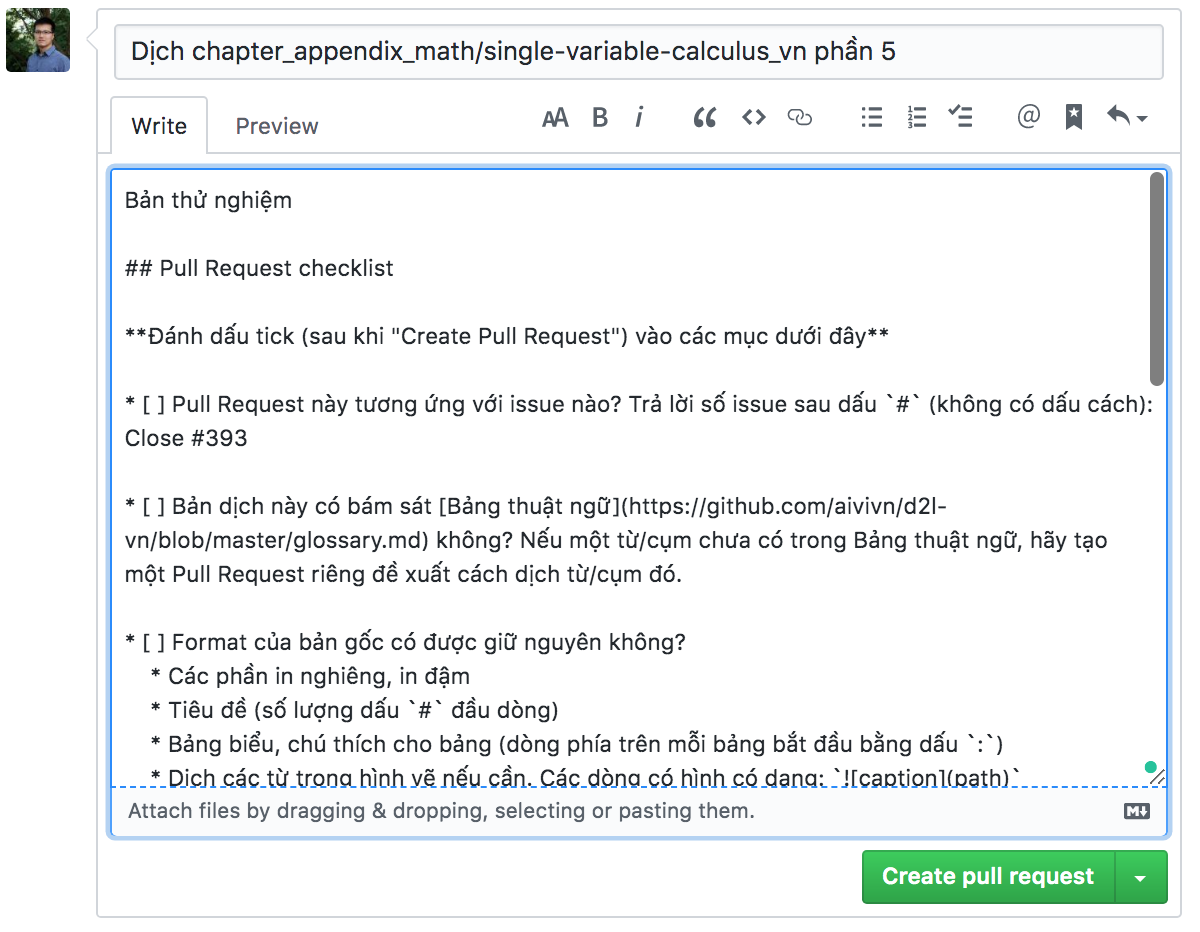 Dịch chapter_appendix_math/single-variable-calculus_vn phần 5
Write
Preview
AA B i
@
Bản thử nghiệm
## Pull Request checklist
**Đánh dấu tick (sau khi "Create Pull Request") vào các mục dưới đây**
* [ ] Pull Request này tương ứng với issue nào? Trả lời số issue sau dấu `#` (không có dấu cách):
Close #393
* [ ] Bản dịch này có bám sát [Bảng thuật ngữ](https://github.com/aivivn/d2l-
vn/blob/master/glossary.md) không? Nếu một từ/cụm chưa có trong Bảng thuật ngữ, hãy tạo
một Pull Request riêng đề xuất cách dịch từ/cụm đó.
* [ ] Format của bản gốc có được giữ nguyên không?
* Các phần in nghiêng, in đậm
* Tiêu đề (số lượng dấu `#` đầu dòng)
* Bảng biểu, chú thích cho bảng (dòng phía trên mỗi bảng bắt đầu bằng dấu `:`)
* Dịch các từ trong hình vẽ nếu cần. Các dòng có hình có dạng: `![caption](path)`
Attach files by dragging & dropping, selecting or pasting them.
Create pull request